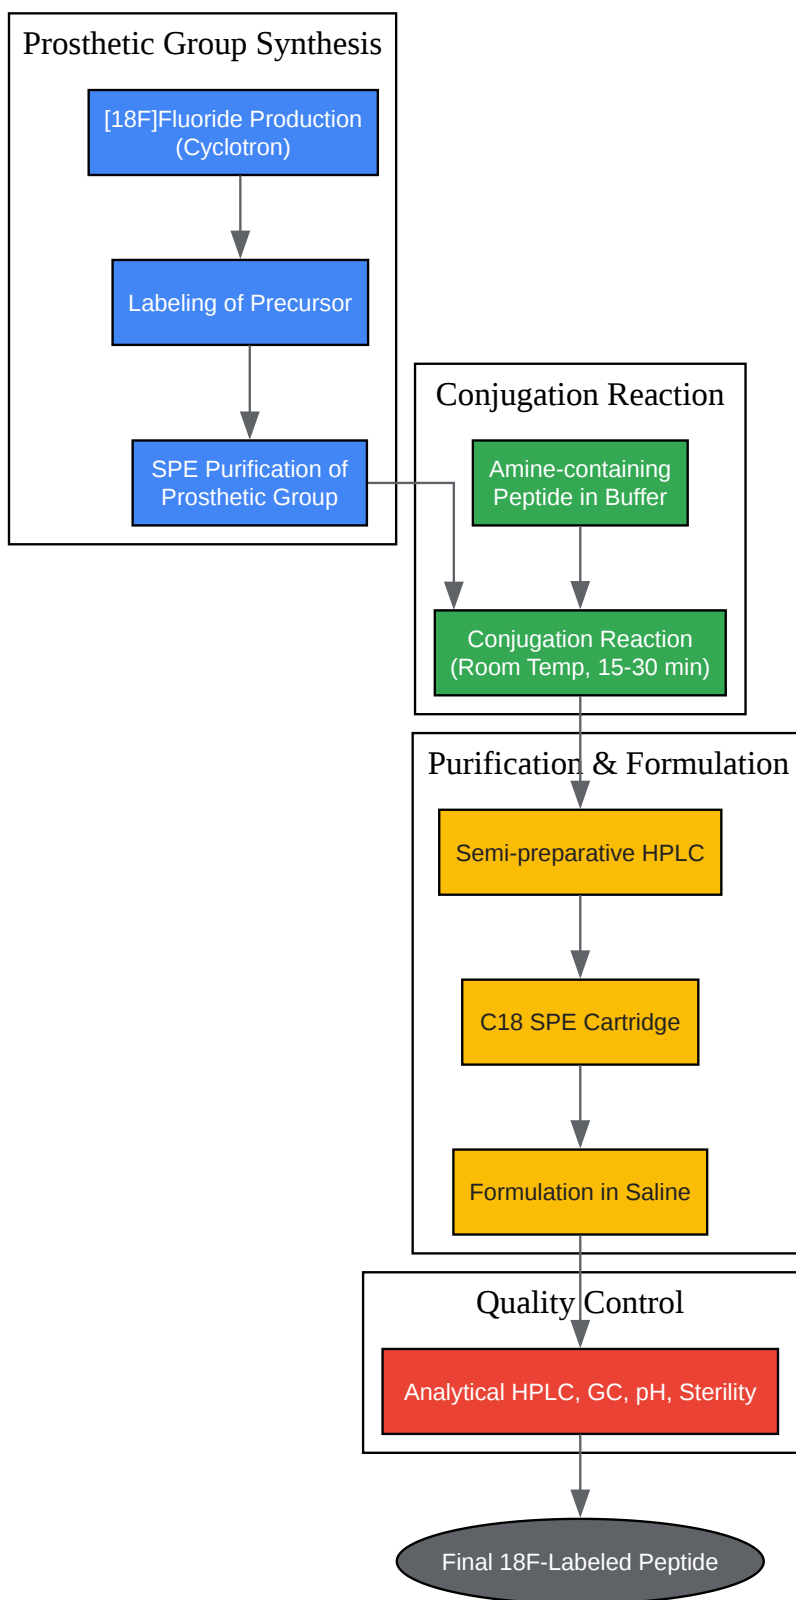 Prosthetic Group Synthesis
[18F]Fluoride Production
(Cyclotron)
Labeling of Precursor
SPE Purification of
Prosthetic Group
Conjugation Reaction
Amine-containing
Peptide in Buffer
Conjugation Reaction
(Room Temp, 15-30 min)
Purification & Formulation
Semi-preparative HPLC
C18 SPE Cartridge
Formulation in Saline
Quality Control
Analytical HPLC, GC, pH, Sterility
Final 18F-Labeled Peptide